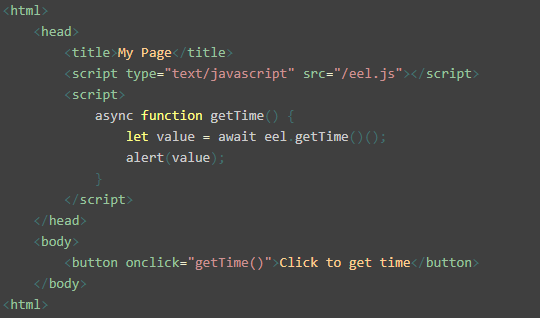 <html>
    <head>
        <title>My Page</title>
        <script type="text/javascript" src="/eel.js"></script>
        <script>
            async function getTime() {
                let value = await eel.getTime()();
                alert(value);
            }
        </script>
    </head>
    <body>
        <button onclick="getTime()">Click to get time</button>
    </body>
<html>